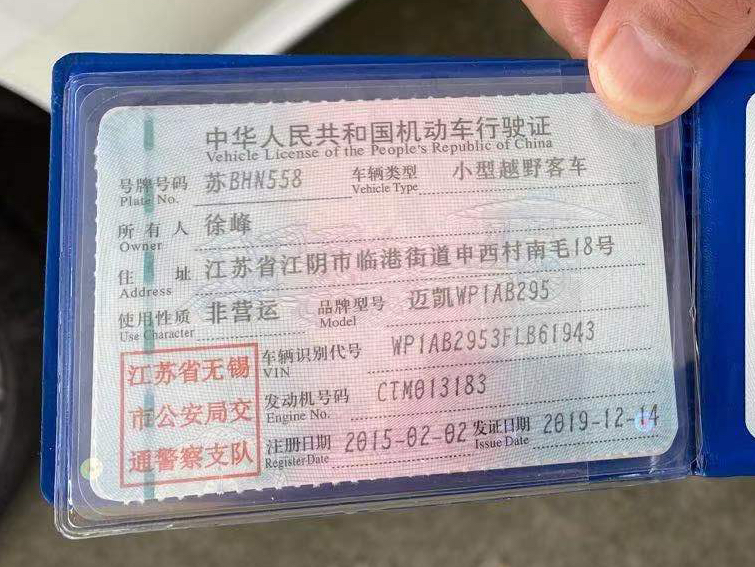 中华人民共和国机动车行驶证
Vehicle License of the People's Republic of China
号牌号码 苏BHN558 车辆类型 小型越野客车
Plate No. Vehicle Type
所有人 徐峰
Owner
住址 江苏省江阴市临港街道申西村南毛18号
Address
使用性质 非营运 品牌型号 迈凯WP1AB295
Use Character Model
江苏省无锡
市公安局交
通警察支队
车辆识别代号 WP1AB2953FLB61943
VIN
发动机号码 CTM013183
Engine No.
注册日期 2015-02-02 发证日期 2019-12-14
Register Date Issue Date